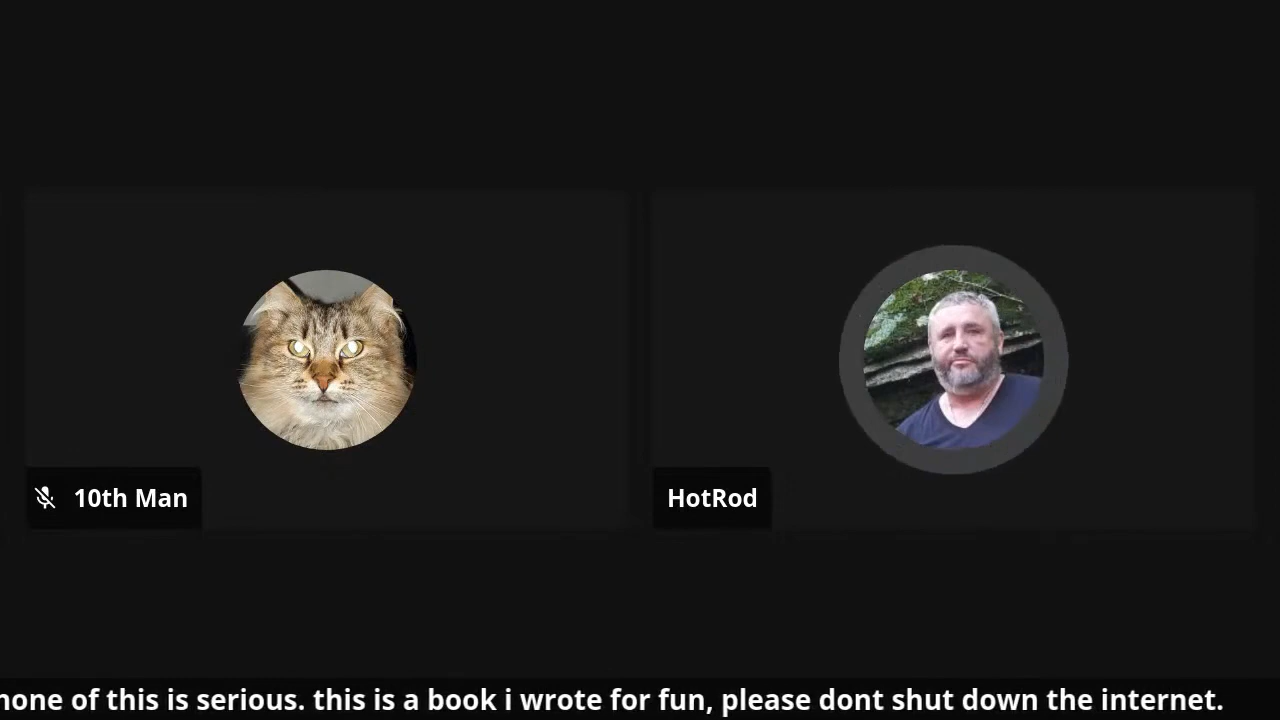 10th Man
HotRod
none of this is serious. this is a book i wrote for fun, please dont shut down the internet.